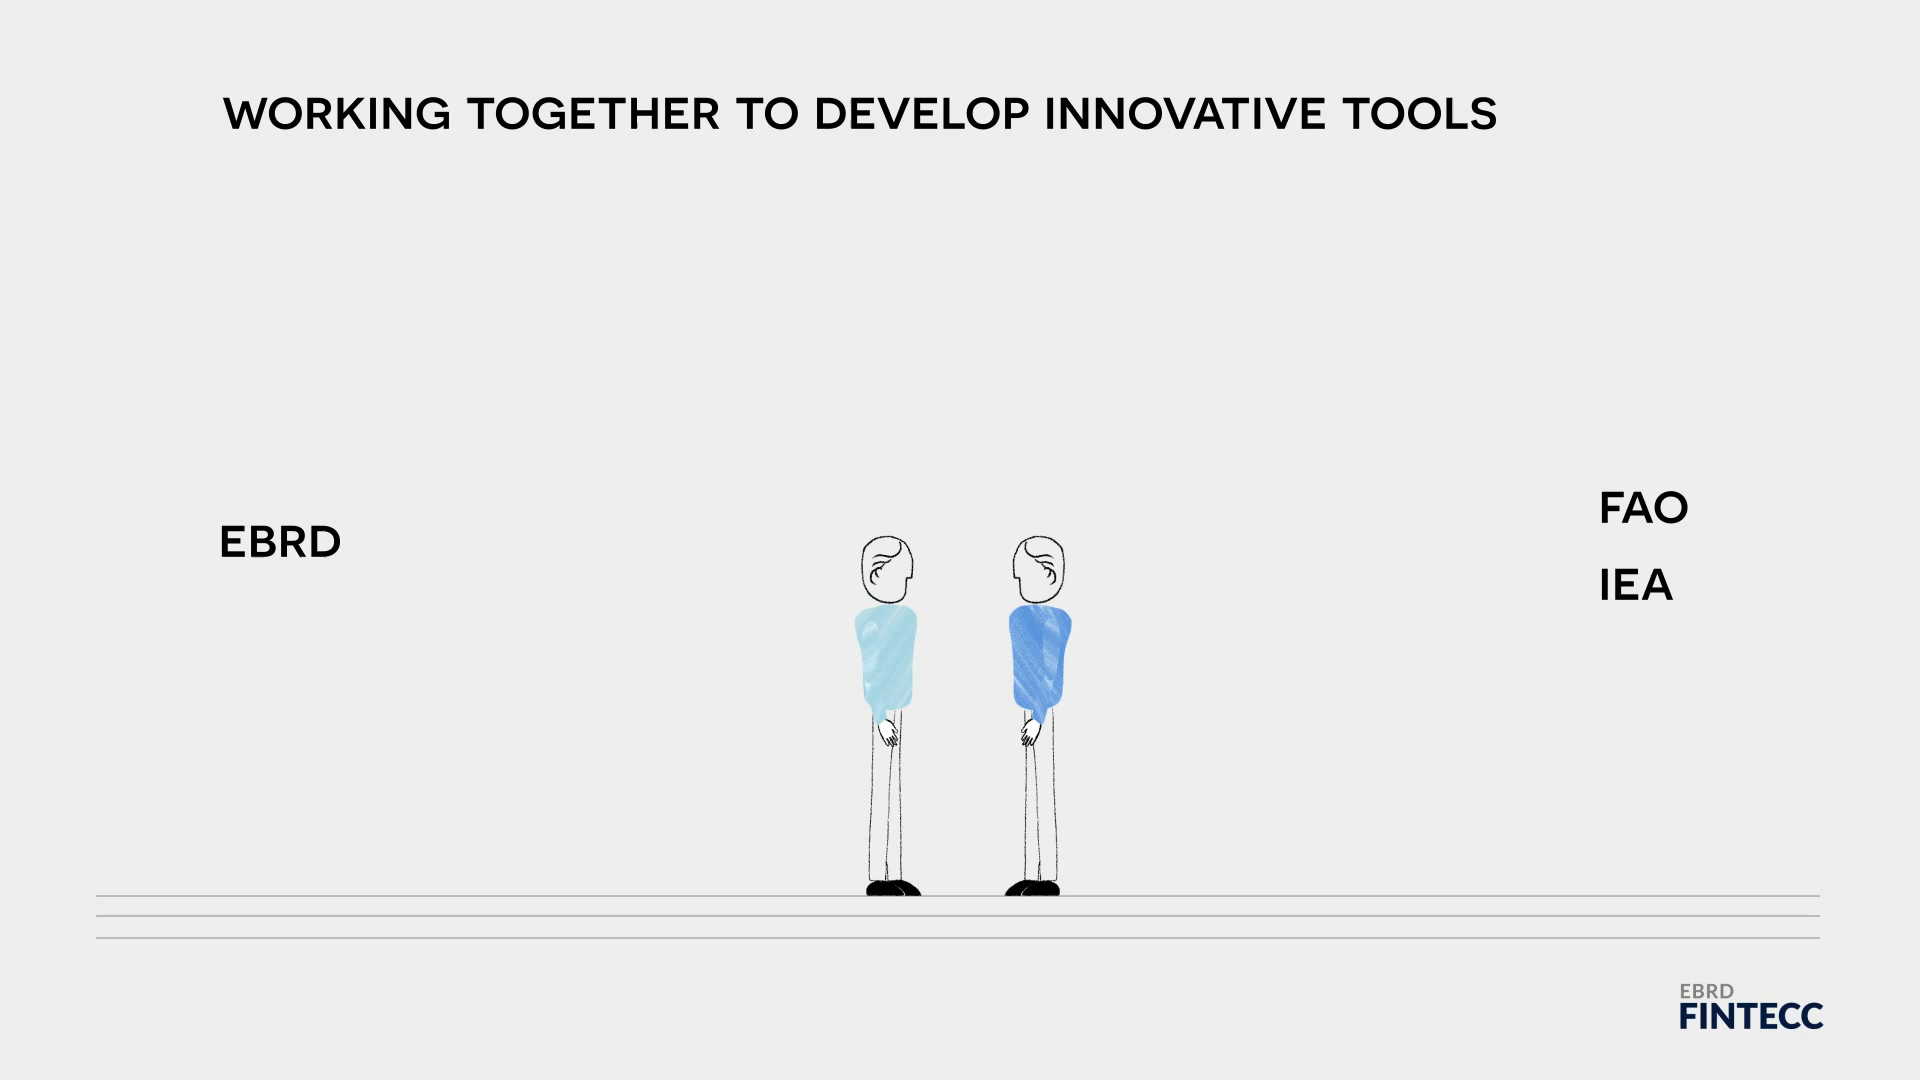 WORKING TOGETHER TO DEVELOP INNOVATIVE TOOLS
EBRD
FAO
IEA
EBRD
FINTECC